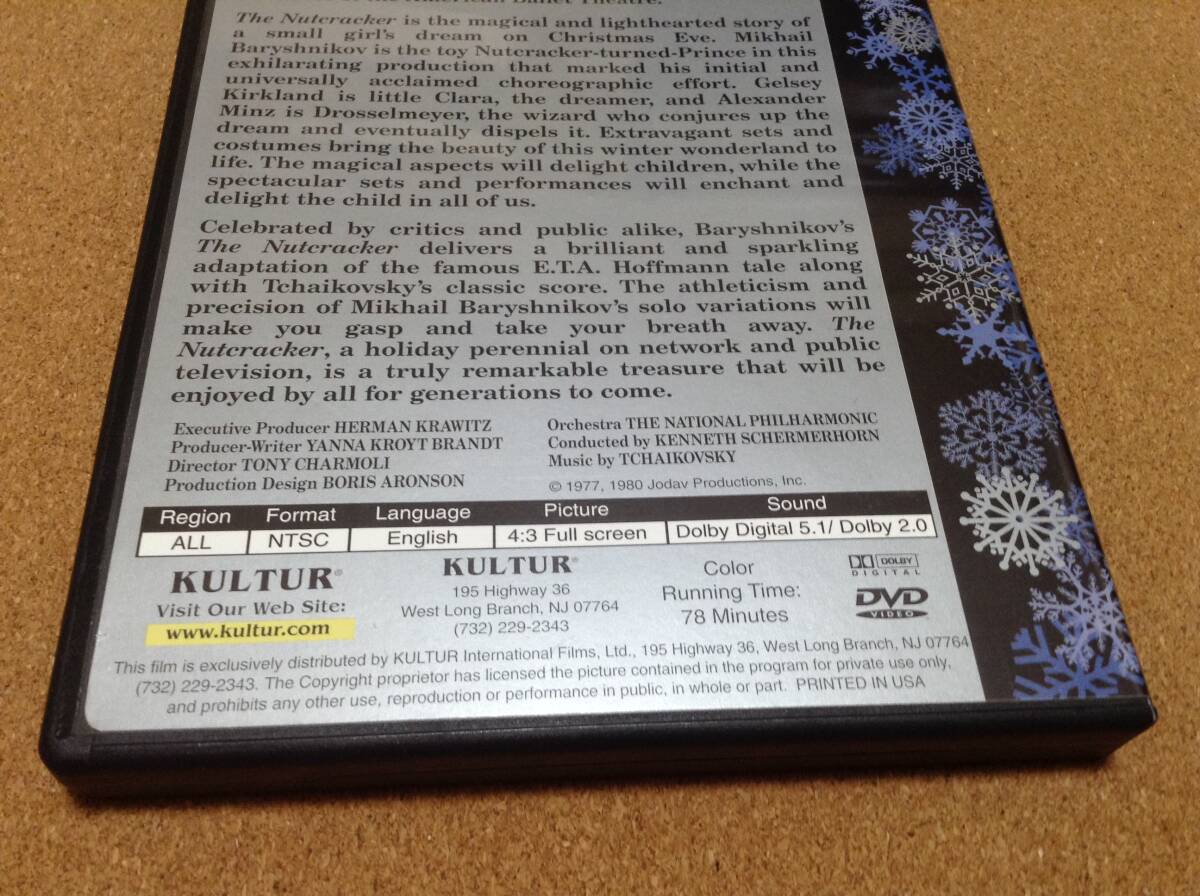 American Ballet Theatre.
The Nutcracker is the magical and lighthearted story of
a small girl's dream on Christmas Eve. Mikhail
Baryshnikov is the toy Nutcracker-turned-Prince in this
exhilarating production that marked his initial and
universally acclaimed choreographic effort. Gelsey
Kirkland is little Clara, the dreamer, and Alexander
Minz is Drosselmeyer, the wizard who conjures up the
dream and eventually dispels it. Extravagant sets and
costumes bring the beauty of this winter wonderland to
life. The magical aspects will delight children, while the
spectacular sets and performances will enchant and
delight the child in all of us.
Celebrated by critics and public alike, Baryshnikov's
The Nutcracker delivers a brilliant and sparkling
adaptation of the famous E.T.A. Hoffmann tale along
with Tchaikovsky's classic score. The athleticism and
precision of Mikhail Baryshnikov's solo variations will
make you gasp and take your breath away. The
Nutcracker, a holiday perennial on network and public
television, is a truly remarkable treasure that will be
enjoyed by all for generations to come.
Executive Producer HERMAN KRAWITZ
Producer-Writer YANNA KROYT BRANDT
Director TONY CHARMOLI
Production Design BORIS ARONSON
Orchestra THE NATIONAL PHILHARMONIC
Conducted by KENNETH SCHERMERHORN
Music by TCHAIKOVSKY
© 1977, 1980 Jodav Productions, Inc.
Region Format Language Picture Sound
ALL NTSC English 4:3 Full screen Dolby Digital 5.1/ Dolby 2.0
KULTUR®
Visit Our Web Site:
www.kultur.com
KULTUR®
195 Highway 36
West Long Branch, NJ 07764
(732) 229-2343
Color
Running Time:
78 Minutes
DOLBY
DIGITAL
DVD
VIDEO
This film is exclusively distributed by KULTUR International Films, Ltd., 195 Highway 36, West Long Branch, NJ 07764
(732) 229-2343. The Copyright proprietor has licensed the picture contained in the program for private use only,
and prohibits any other use, reproduction or performance in public, in whole or part. PRINTED IN USA